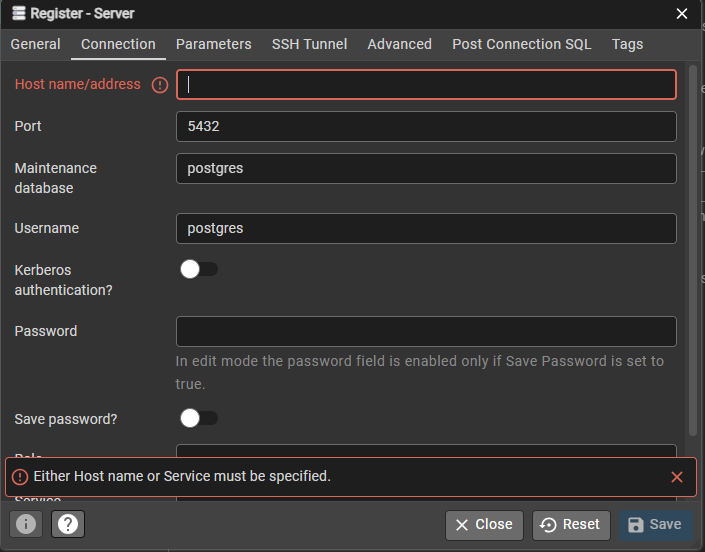 Register - Server
General Connection Parameters SSH Tunnel Advanced Post Connection SQL Tags
Host name/address
Port 5432
Maintenance database postgres
Username postgres
Kerberos authentication?
Password
In edit mode the password field is enabled only if Save Password is set to
true.
Save password?
Role
Either Host name or Service must be specified.
Service
Close Reset Save